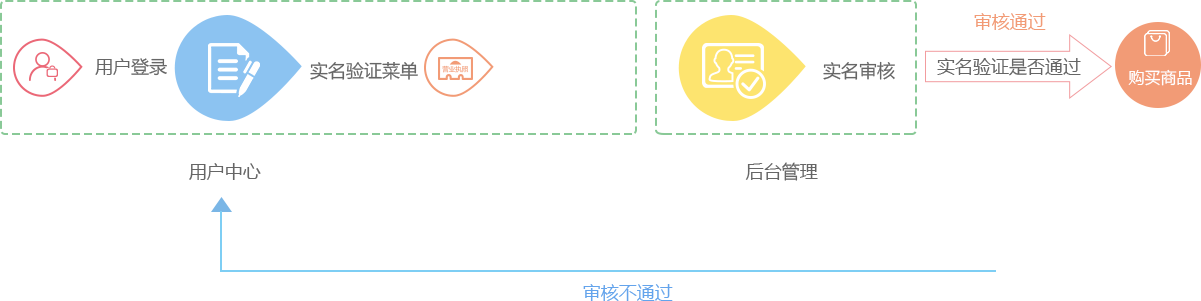 用户登录
实名验证菜单
营业执照
实名审核
审核通过
实名验证是否通过
购买商品
用户中心
后台管理
审核不通过